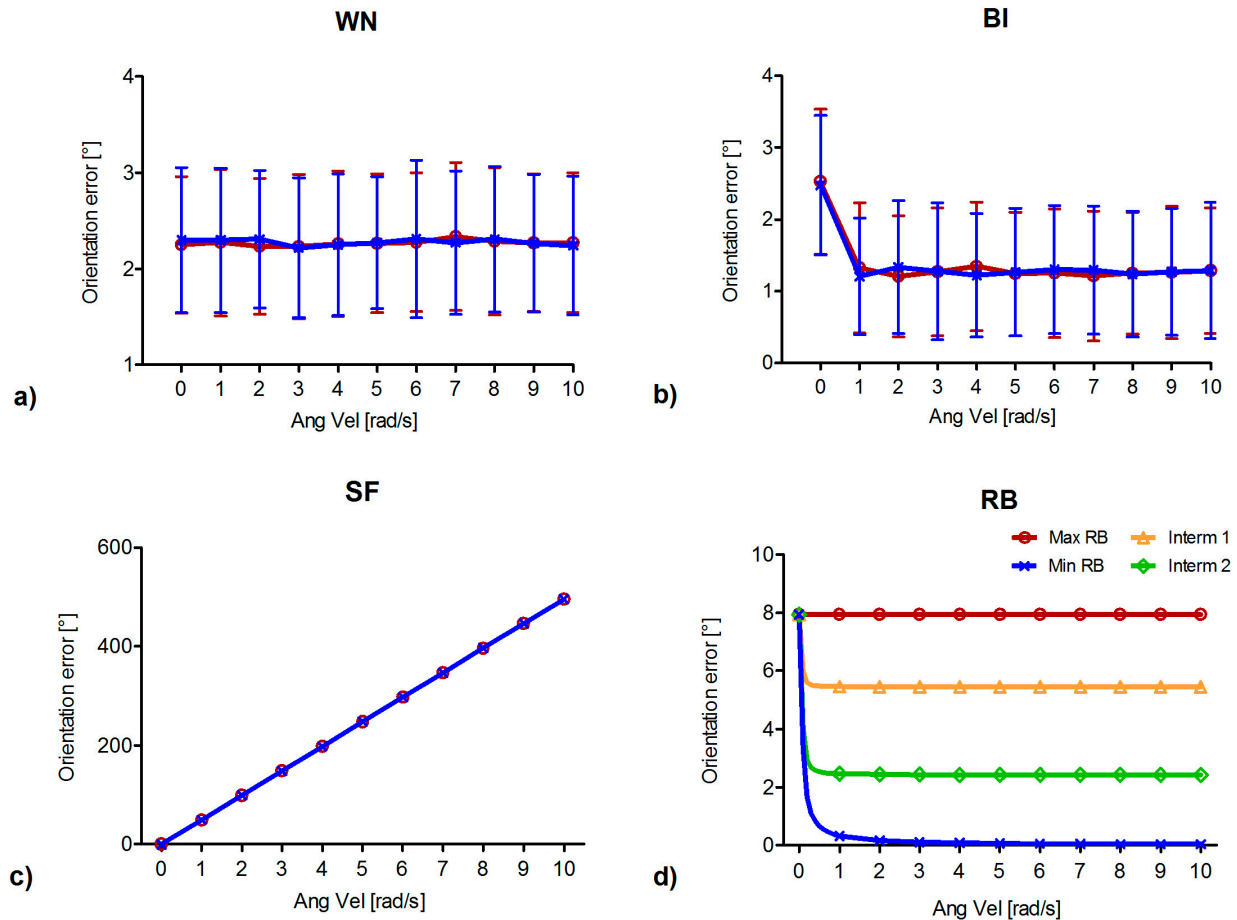 WN
4
3
2
1
Orientation error [°]
0 1 2 3 4 5 6 7 8 9 10
Ang Vel [rad/s]
a)
BI
4
3
2
1
0
Orientation error [°]
0 1 2 3 4 5 6 7 8 9 10
Ang Vel [rad/s]
b)
SF
600
400
200
0
Orientation error [°]
0 1 2 3 4 5 6 7 8 9 10
Ang Vel [rad/s]
c)
RB
Max RB Interm 1
Min RB Interm 2
10
8
6
4
2
0
Orientation error [°]
0 1 2 3 4 5 6 7 8 9 10
Ang Vel [rad/s]
d)